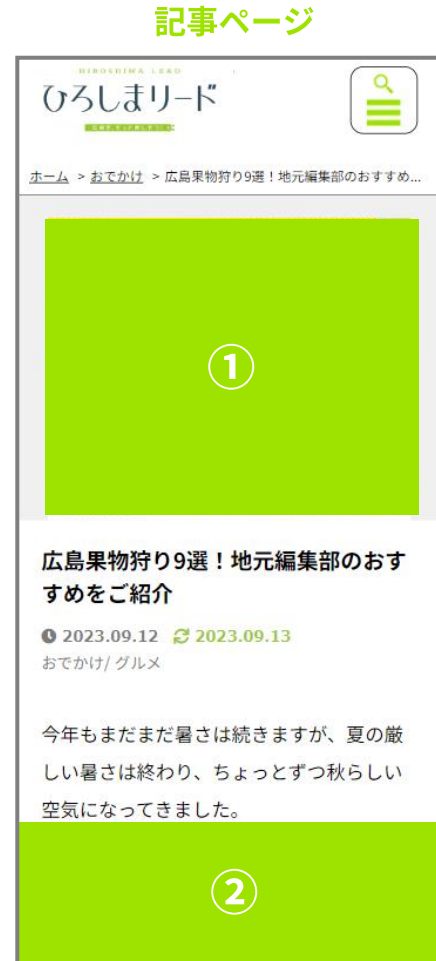 記事ページ
HIROSHIMA LEAD
ひろしまリード
ホーム > おでかけ > 広島果物狩り9選！地元編集部のおすすめ...
①
広島果物狩り9選！地元編集部のおす
すめをご紹介
2023.09.12 2023.09.13
おでかけ/ グルメ
今年もまだまだ暑さは続きますが、夏の厳
しい暑さは終わり、ちょっとずつ秋らしい
空気になってきました。
②